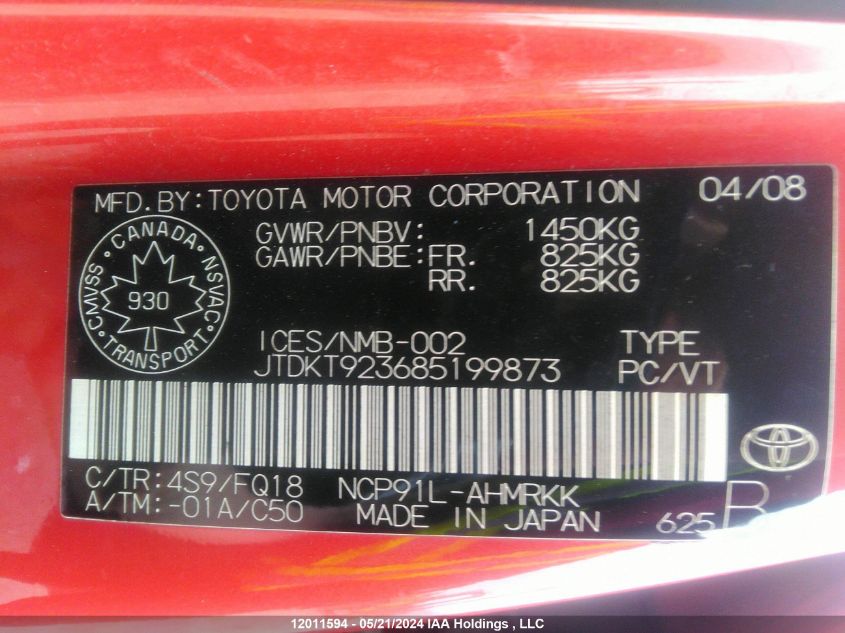 MFD.BY:TOYOTA MOTOR CORPORATION 04/08
GVWR/PNBV: 1450KG
GAWR/PNBE:FR. 825KG
RR. 825KG
CANADA
CMVSS 930 NSVAC
TRANSPORT
ICES/NMB-002 TYPE
JTDKT923685199873 PC/VT
C/TR:4S9/FQ18 NCP91L-AHMRKK
A/TM:-01A/C50 MADE IN JAPAN 625 B
12011594 - 05/21/2024 IAA Holdings , LLC